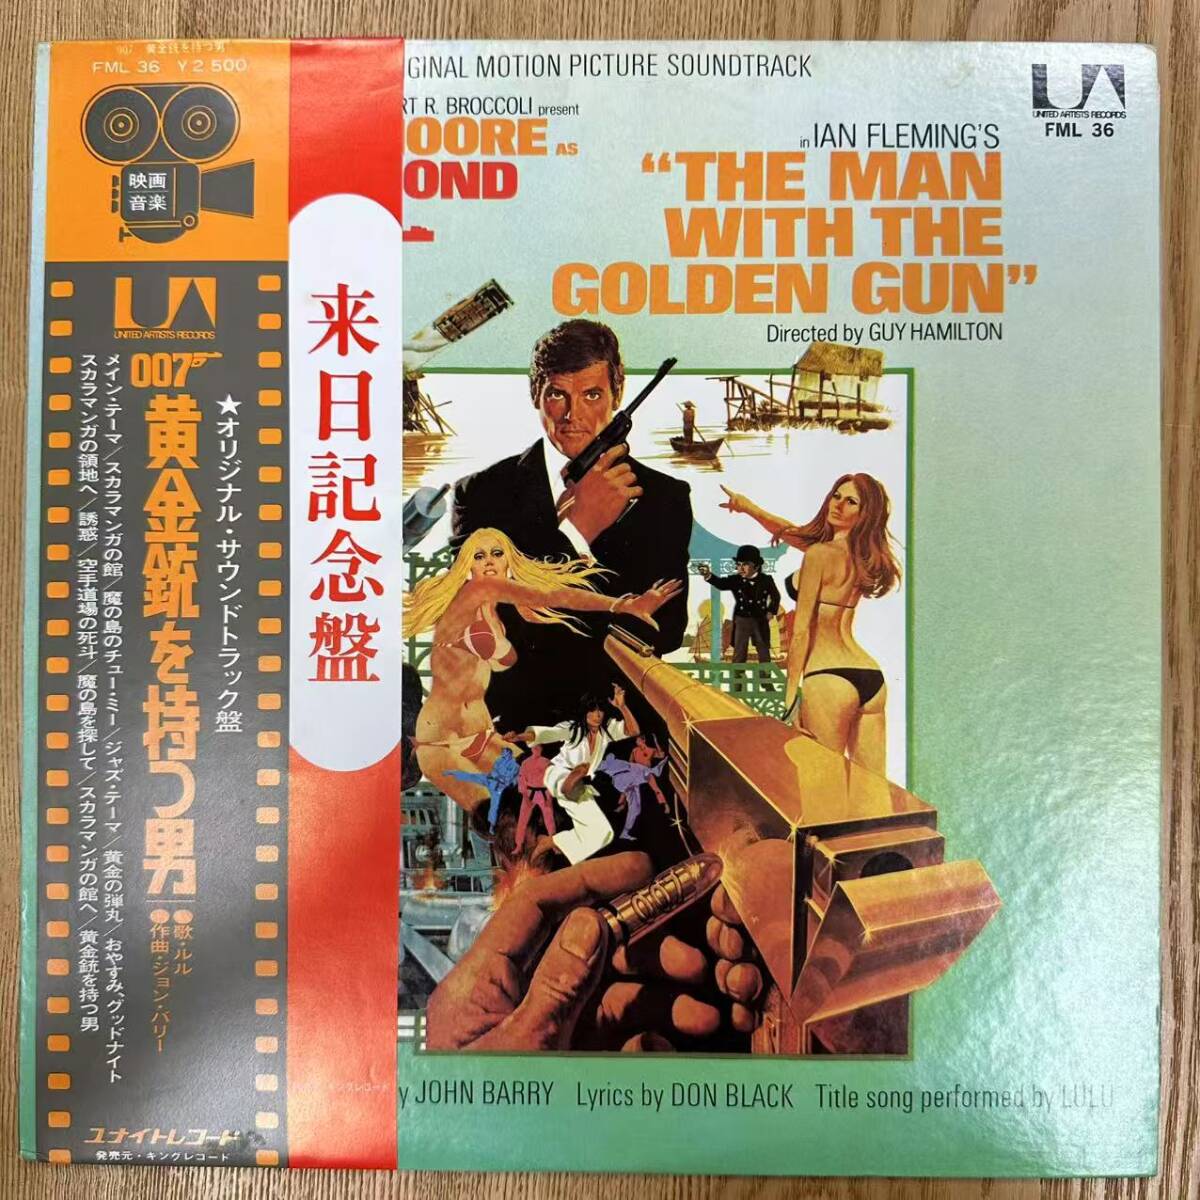 007 黄金銃を持つ男
FML 36 ¥2,500
映画
音楽
UA
UNITED ARTISTS RECORDS
007
黄金銃を持つ男
★オリジナル・サウンドトラック盤
歌・ルル
作曲・ジョン・バリー
メイン・テーマ/スカラマンガの館/魔の島のチュー・ミー/ジャズ・テーマ/黄金の弾丸/おやすみ、グッドナイト
スカラマンガの領地へ/誘惑/空手道場の死斗/魔の島を探して/スカラマンガの館へ/黄金銃を持つ男
ユナイトレコード
発売元・キングレコード
来日記念盤
キングレコード
GINAL MOTION PICTURE SOUNDTRACK
RT R. BROCCOLI present
OORE AS
OND
in IAN FLEMING'S
“THE MAN
WITH THE
GOLDEN GUN”
Directed by GUY HAMILTON
UA
UNITED ARTISTS RECORDS
FML 36
007
y JOHN BARRY Lyrics by DON BLACK Title song performed by LULU